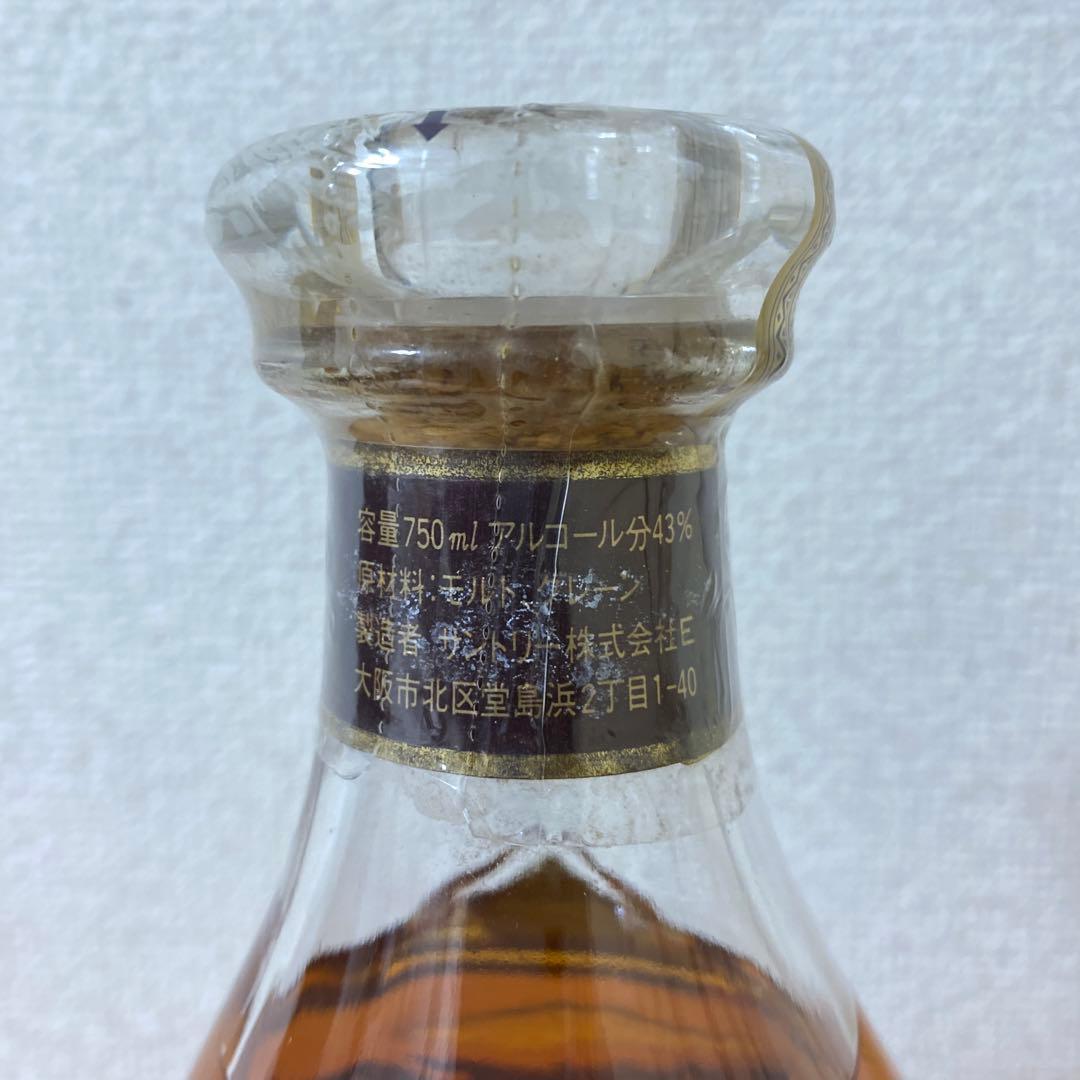 容量750ml アルコール分43%
原材料:モルト、グレーン
製造者 サントリー株式会社E
大阪市北区堂島浜2丁目1-40